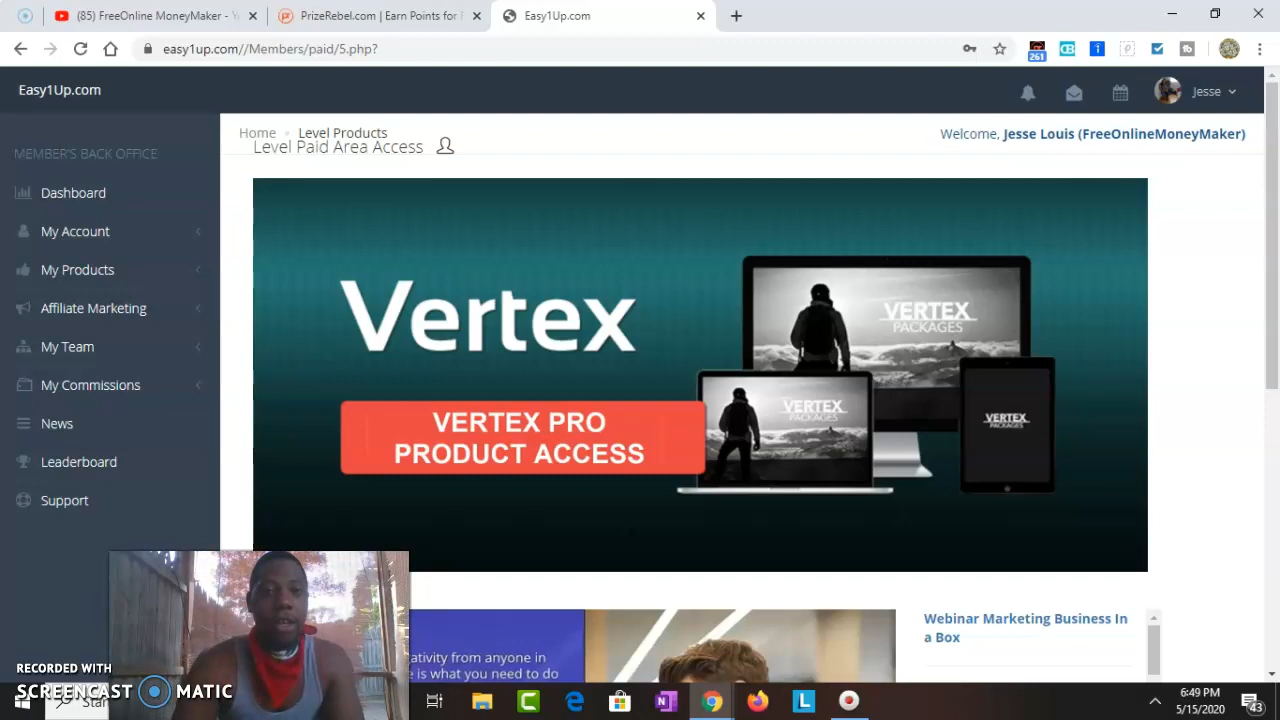 (85) FreeOnline MoneyMaker - Y
PrizeRebel.com | Earn Points for F
Easy1Up.com
easy1up.com//Members/paid/5.php?
261
Easy1Up.com
Jesse
MEMBER'S BACK OFFICE
Dashboard
My Account
My Products
Affiliate Marketing
My Team
My Commissions
News
Leaderboard
Support
Home • Level Products
Level Paid Area Access
Welcome, Jesse Louis (FreeOnlineMoneyMaker)
Vertex
VERTEX PRO
PRODUCT ACCESS
VERTEX
PACKAGES
VERTEX
PACKAGES
VERTEX
PACKAGES
ativity from anyone in
e is what you need to do
Webinar Marketing Business In
a Box
RECORDED WITH
SCREENCAST MATIC
6:49 PM
5/15/2020
43